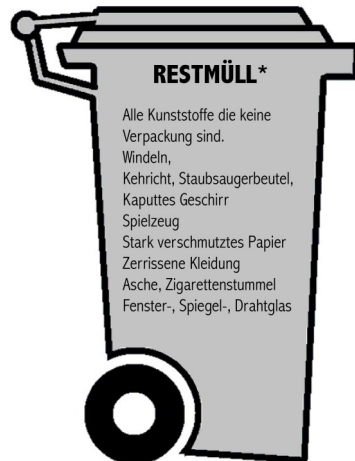 RESTMÜLL*
Alle Kunststoffe die keine
Verpackung sind.
Windeln,
Kehricht, Staubsaugerbeutel,
Kaputtes Geschirr
Spielzeug
Stark verschmutztes Papier
Zerrissene Kleidung
Asche, Zigarettenstummel
Fenster-, Spiegel-, Drahtglas